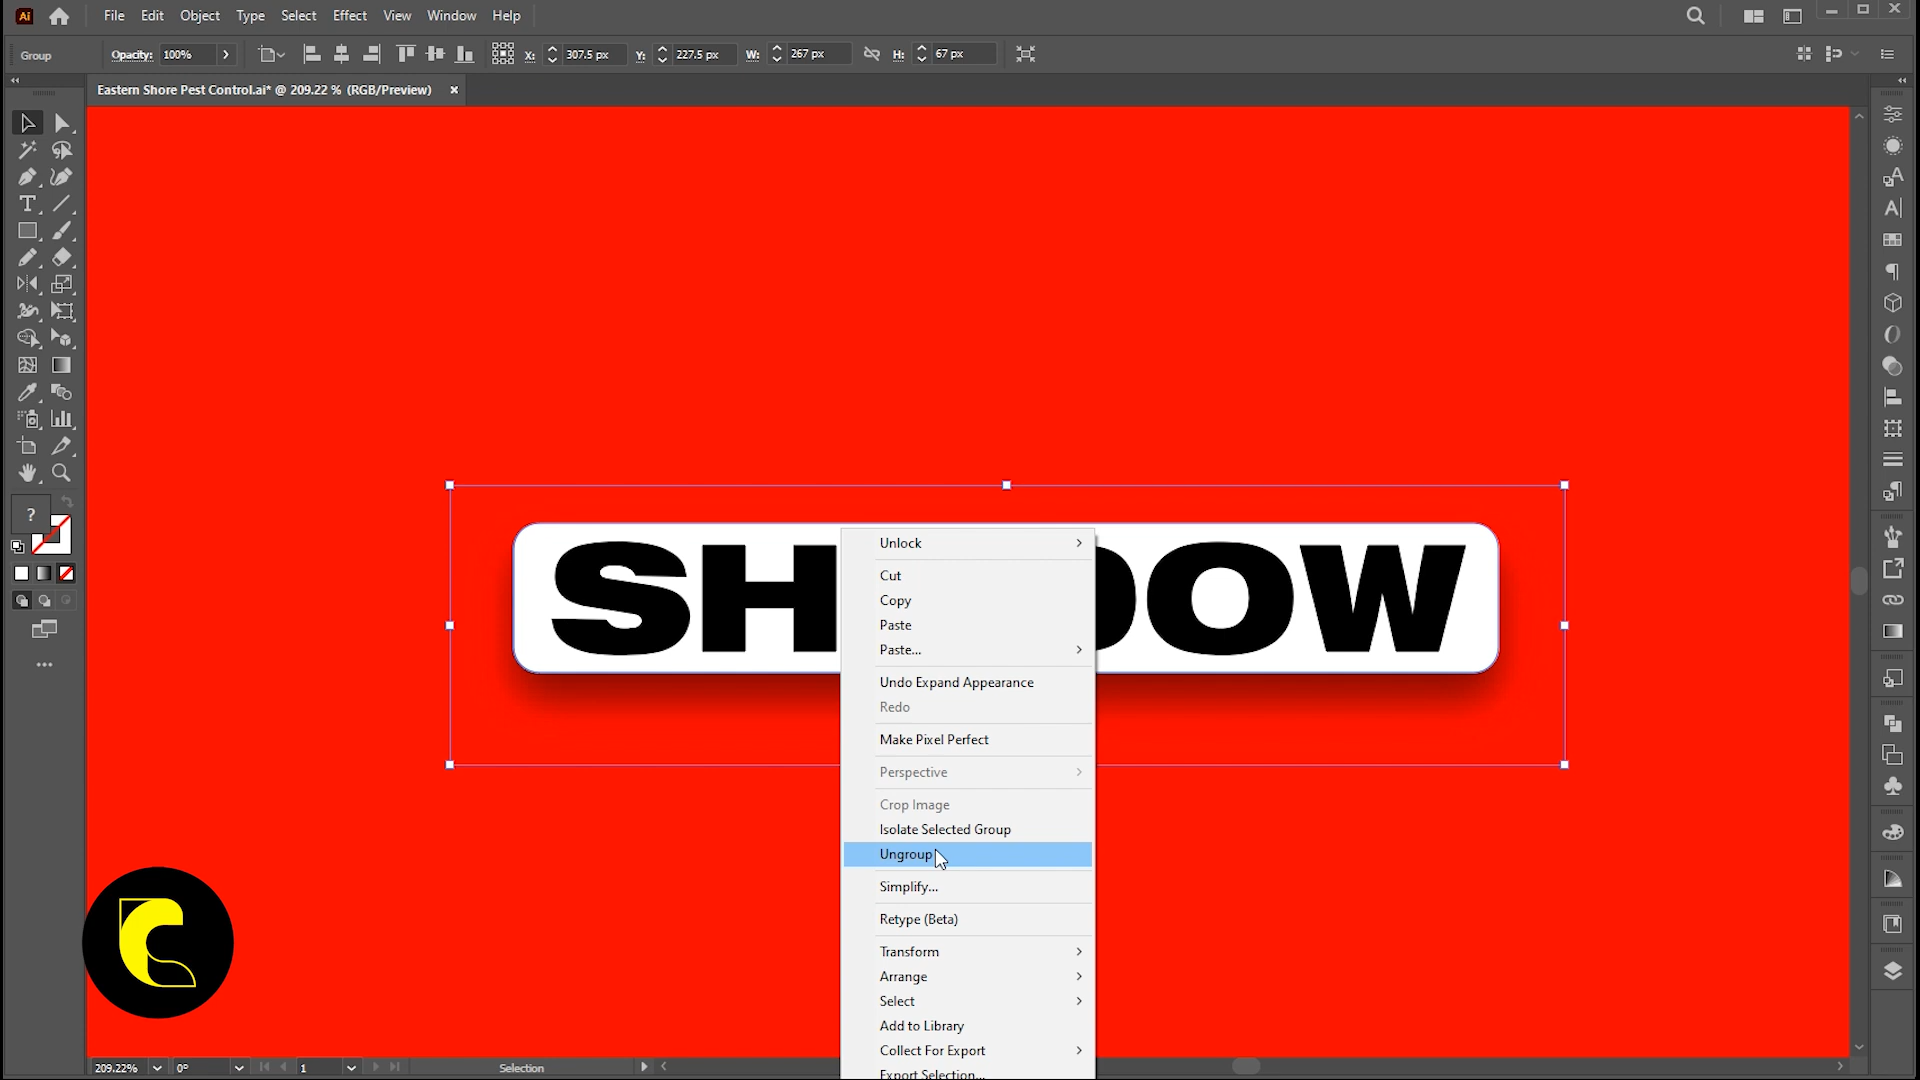 Ai File Edit Object Type Select Effect View Window Help
Group Opacity: 100% X: 307.5 px Y: 227.5 px W: 267 px H: 67 px
Eastern Shore Pest Control.ai* @ 209.22 % (RGB/Preview)
?
SH DOW
Unlock
Cut
Copy
Paste
Paste...
Undo Expand Appearance
Redo
Make Pixel Perfect
Perspective
Crop Image
Isolate Selected Group
Ungroup
Simplify...
Retype (Beta)
Transform
Arrange
Select
Add to Library
Collect For Export
Export Selection...
209.22% 0° 1 Selection